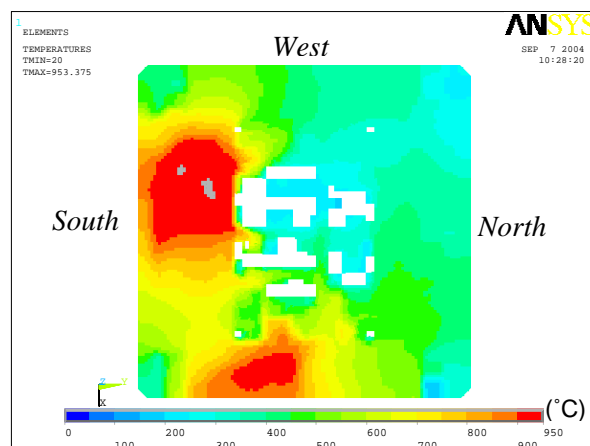 1
ELEMENTS
TEMPERATURES
TMIN=20
TMAX=953.375
ANSYS
SEP 7 2004
10:28:20
West
South
North
Z Y
X
(°C)
0 200 400 600 800 950
100 300 500 700 900